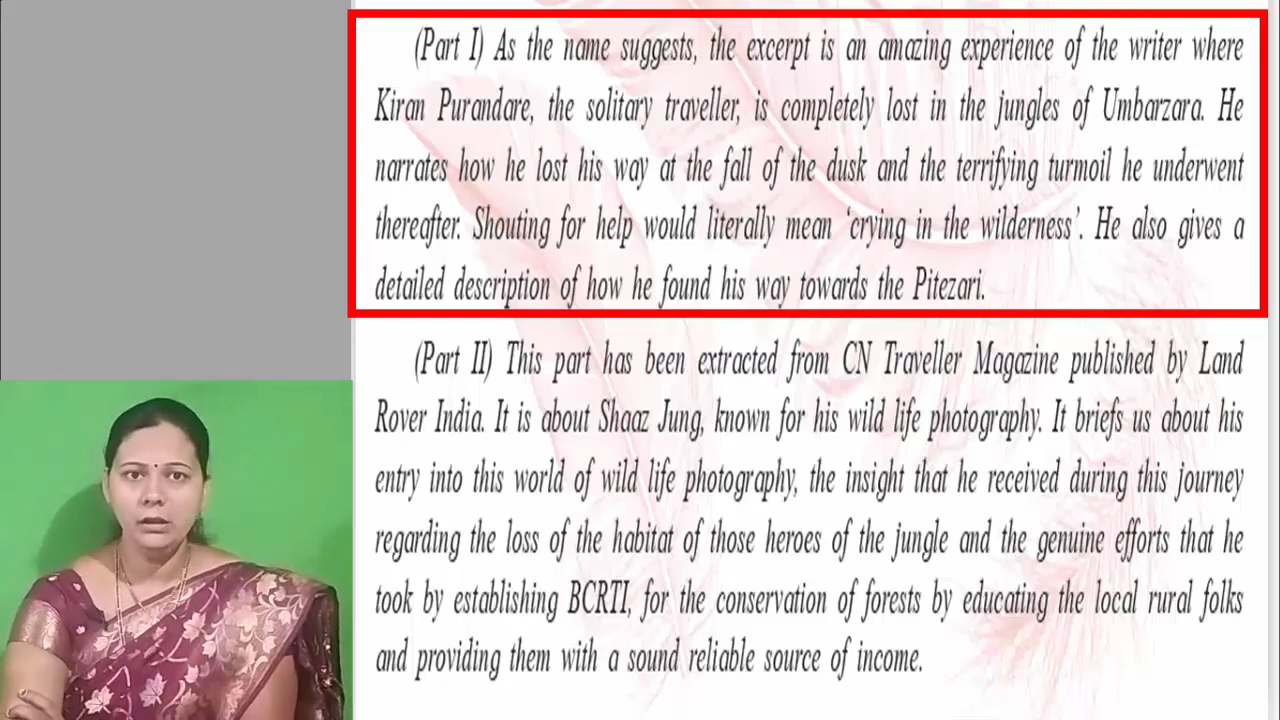 (Part I) As the name suggests, the excerpt is an amazing experience of the writer where
Kiran Purandare, the solitary traveller, is completely lost in the jungles of Umbarzara. He
narrates how he lost his way at the fall of the dusk and the terrifying turmoil he underwent
thereafter. Shouting for help would literally mean ‘crying in the wilderness’. He also gives a
detailed description of how he found his way towards the Pitezari.
(Part II) This part has been extracted from CN Traveller Magazine published by Land
Rover India. It is about Shaaz Jung, known for his wild life photography. It briefs us about his
entry into this world of wild life photography, the insight that he received during this journey
regarding the loss of the habitat of those heroes of the jungle and the genuine efforts that he
took by establishing BCRTI, for the conservation of forests by educating the local rural folks
and providing them with a sound reliable source of income.